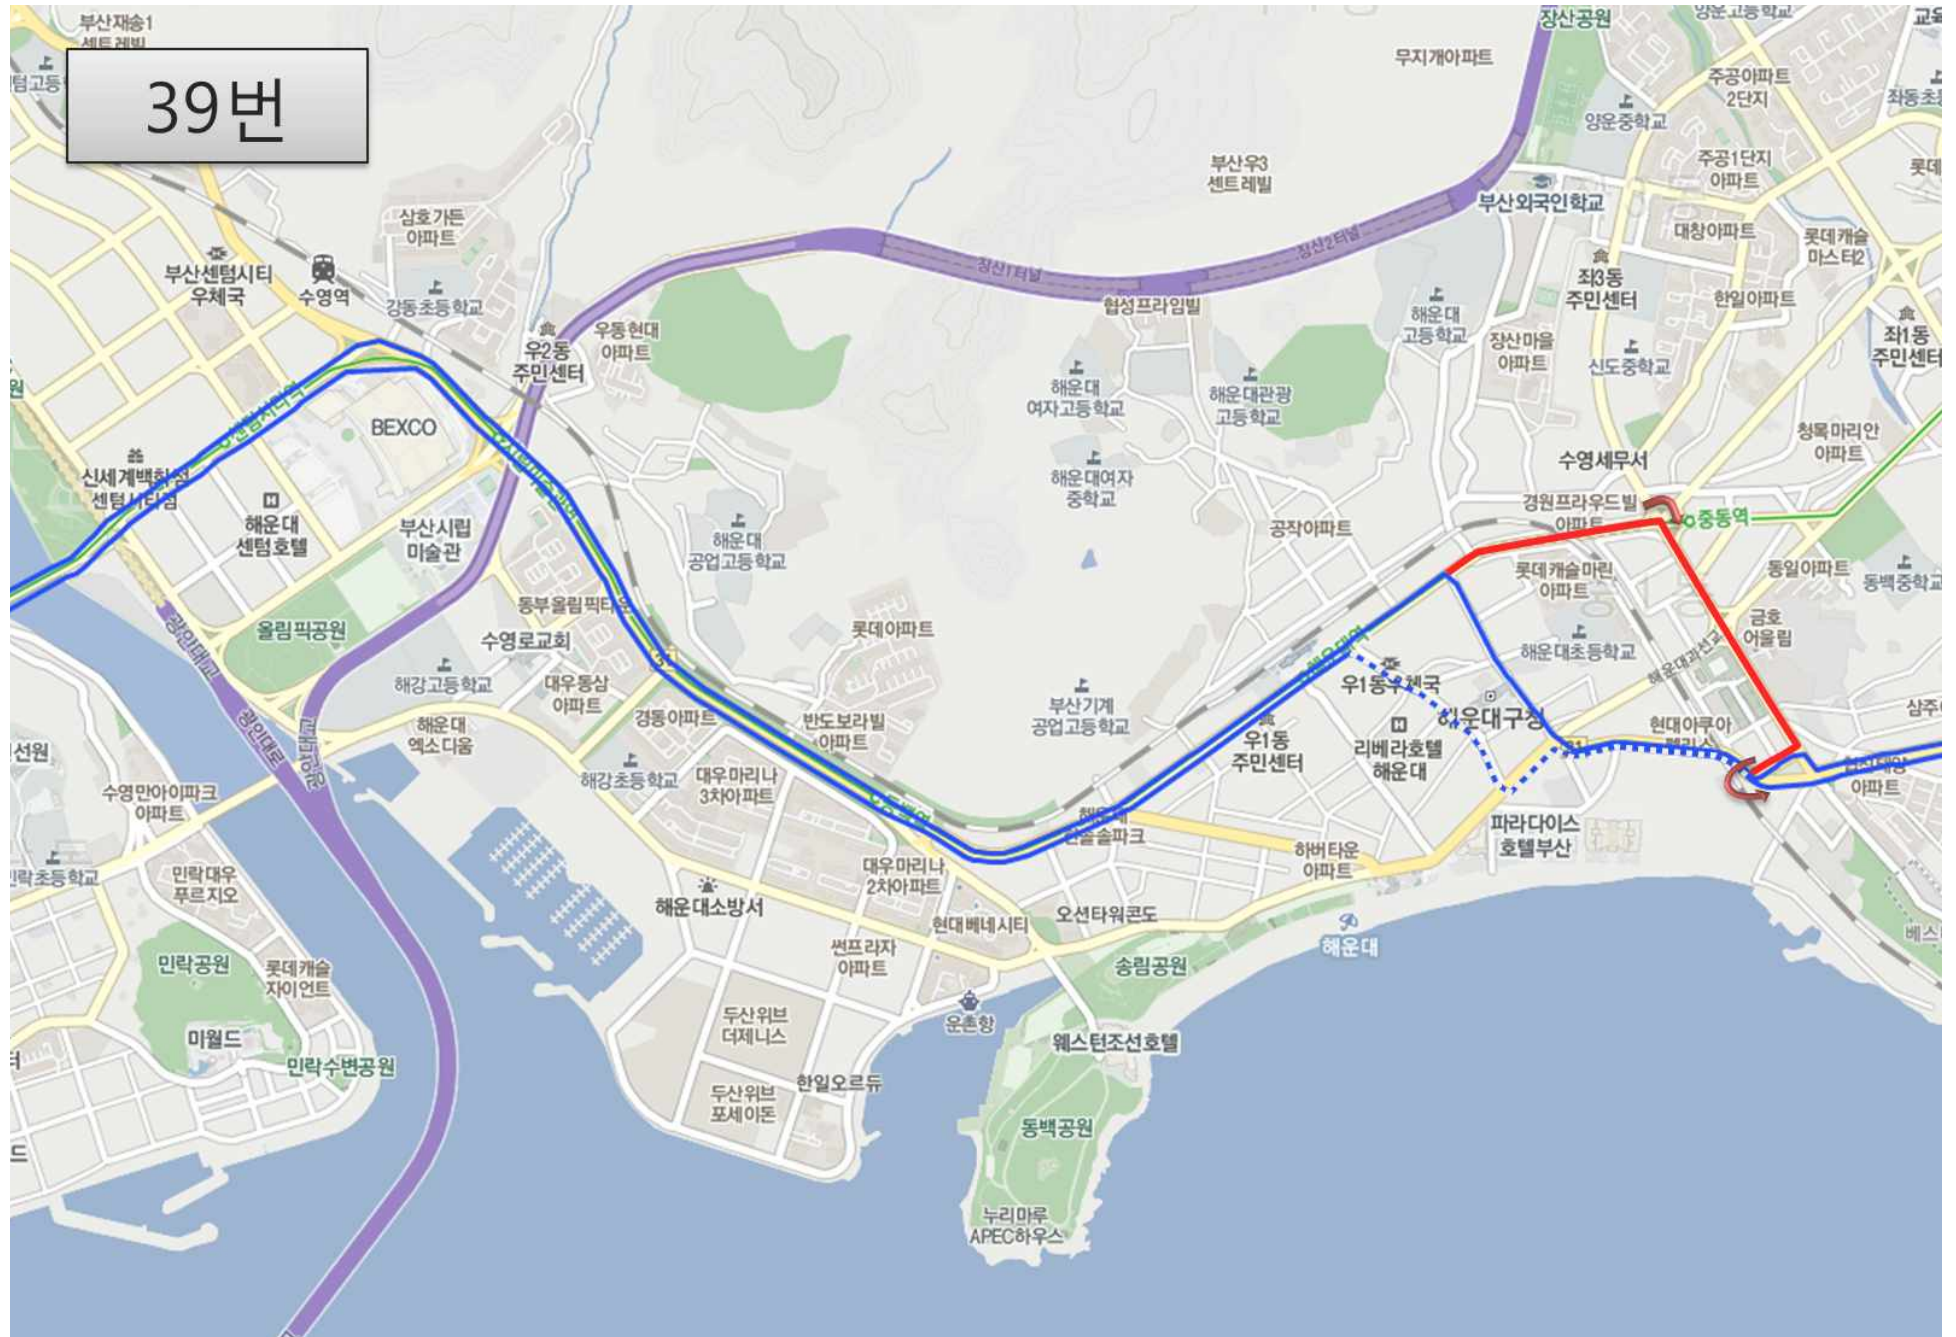 39번
부산재송1
장산공원
양운고등학교
무지개아파트
주공아파트
2단지
양운중학교
부산우3
센트레빌
주공1단지
아파트
부산외국인학교
삼호가든
아파트
대창아파트
롯데캐슬
마스터2
부산센텀시티
우체국
수영역
강동초등학교
장산1터널
장산2터널
좌3동
주민센터
한일아파트
협성프라임빌
해운대
고등학교
우2동
주민센터
우동현대
아파트
장산마을
아파트
신도중학교
좌1동
주민센터
해운대
여자고등학교
해운대관광
고등학교
센텀시티역
BEXCO
청목마리안
아파트
수영세무서
신세계백화점
센텀시티점
해운대여자
중학교
해운대
센텀호텔
부산시립
미술관
경원프라우드빌
아파트
중동역
공작아파트
해운대
공업고등학교
롯데캐슬마린
아파트
동일아파트
동백중학교
동부올림픽타운
올림픽공원
광안대교
수영로교회
롯데아파트
금호
어울림
해운대초등학교
해운대과선교
해운대역
31
해강고등학교
대우동삼
아파트
우1동우체국
부산기계
공업고등학교
해운대구청
경동아파트
반도보라빌
아파트
해운대
엑소디움
광안대로
광안대교
우1동
주민센터
리베라호텔
해운대
현대아쿠아
팰리스
해강초등학교
대우마리나
3차아파트
수영만아이파크
아파트
동백역
아파트
파라다이스
호텔부산
하버타운
아파트
민락대우
푸르지오
대우마리나
2차아파트
해운대소방서
현대베네시티
오션타워콘도
썬프라자
아파트
해운대
송림공원
민락공원
롯데캐슬
자이언트
두산위브
더제니스
운촌항
미월드
민락수변공원
웨스턴조선호텔
한일오르듀
두산위브
포세이돈
동백공원
누리마루
APEC하우스